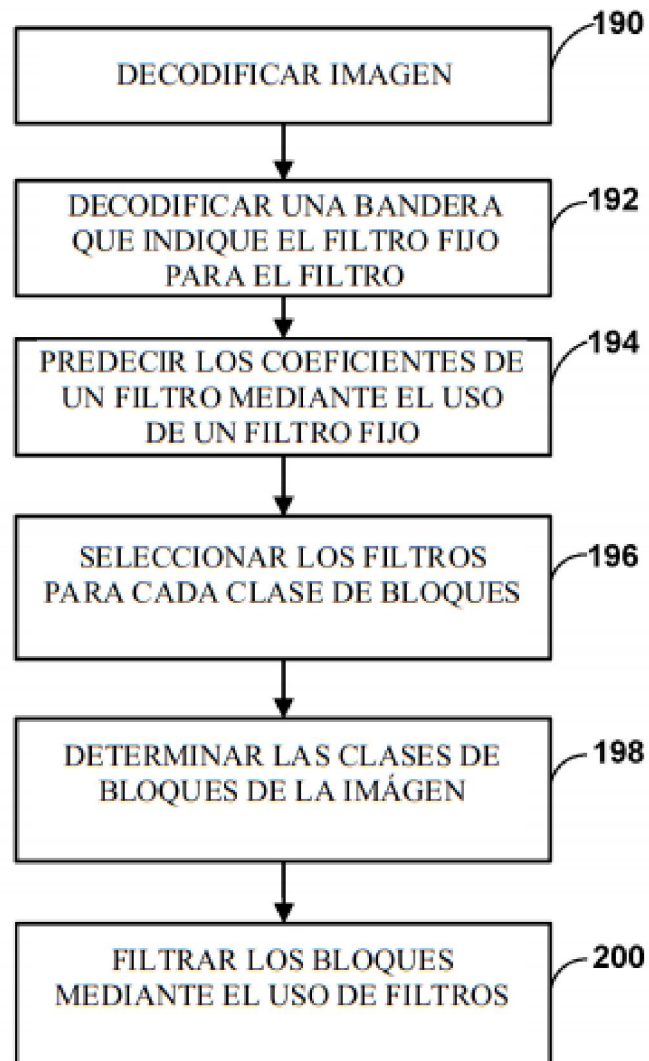 190
DECODIFICAR IMAGEN
192
DECODIFICAR UNA BANDERA
QUE INDIQUE EL FILTRO FIJO
PARA EL FILTRO
194
PREDECIR LOS COEFICIENTES DE
UN FILTRO MEDIANTE EL USO
DE UN FILTRO FIJO
196
SELECCIONAR LOS FILTROS
PARA CADA CLASE DE BLOQUES
198
DETERMINAR LAS CLASES DE
BLOQUES DE LA IMÁGEN
200
FILTRAR LOS BLOQUES
MEDIANTE EL USO DE FILTROS